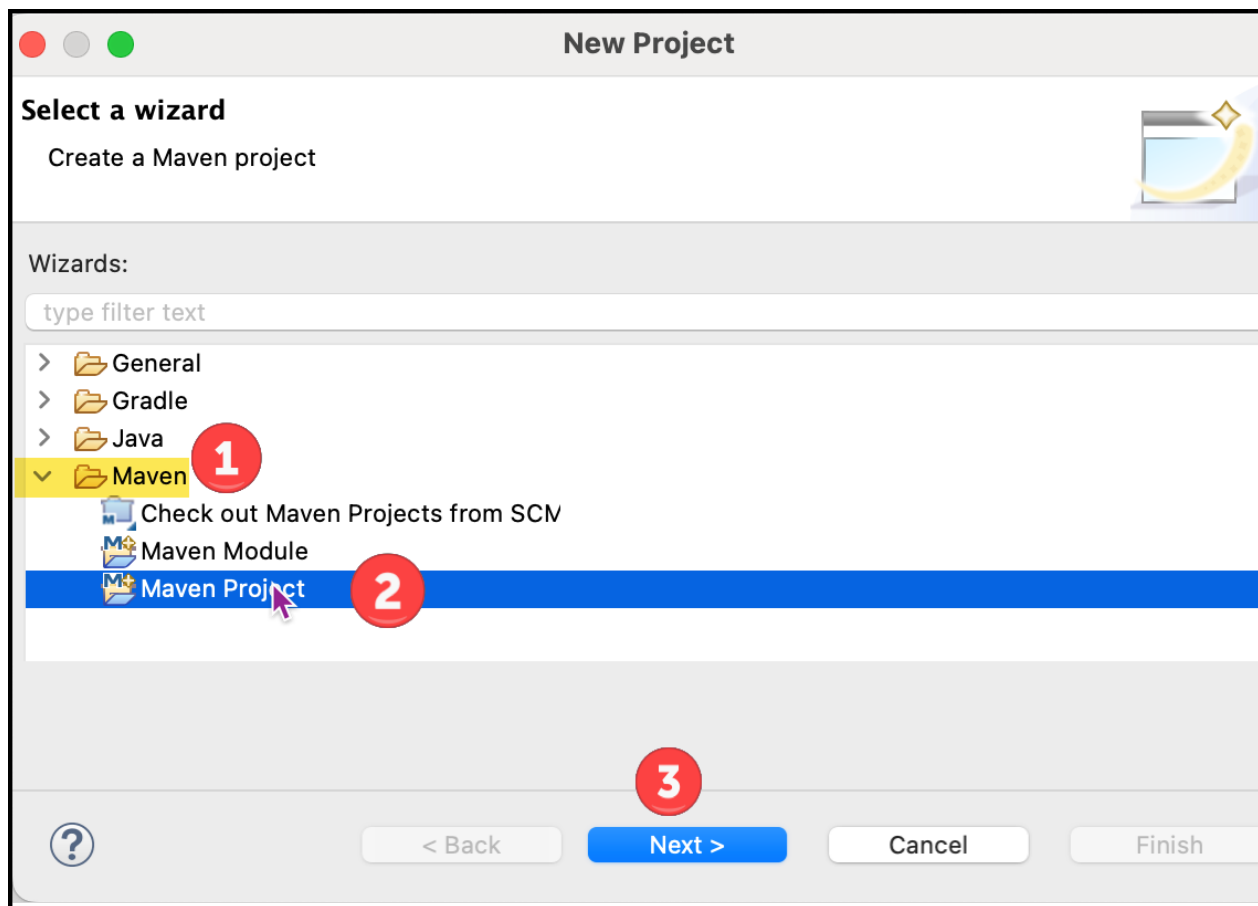 New Project
Select a wizard
Create a Maven project
Wizards:
type filter text
General
Gradle
Java
1
Maven
Check out Maven Projects from SCM
Maven Module
Maven Project
2
3
?
< Back
Next >
Cancel
Finish